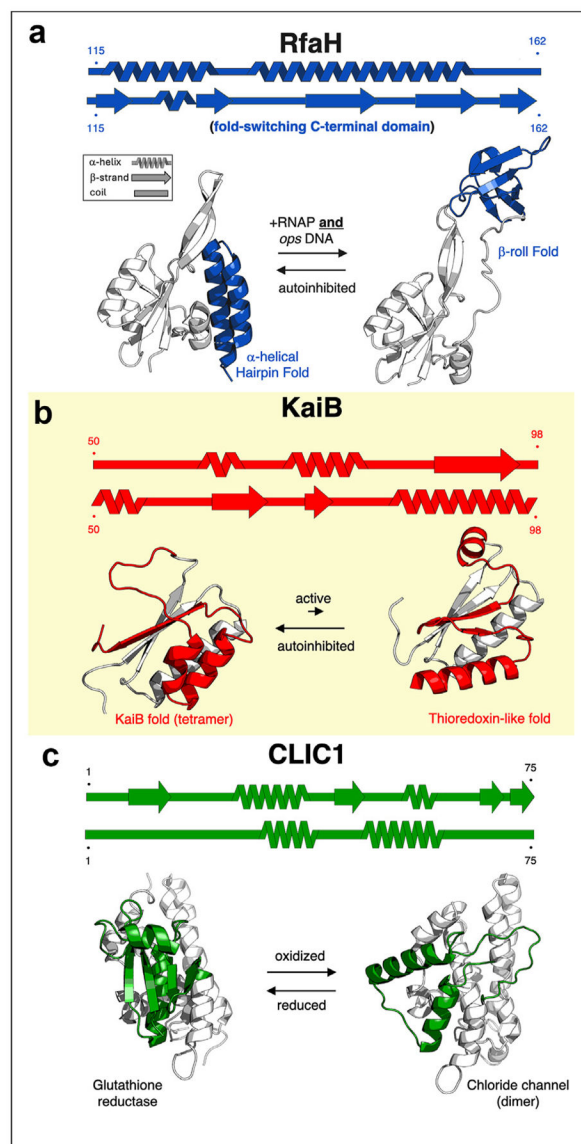 a
RfaH
115
162
115
162
(fold-switching C-terminal domain)
α-helix
β-strand
coil
+RNAP and
ops DNA
autoinhibited
β-roll Fold
α-helical
Hairpin Fold
b
KaiB
50
98
50
98
active
autoinhibited
KaiB fold (tetramer)
Thioredoxin-like fold
c
CLIC1
1
75
1
75
oxidized
reduced
Glutathione
reductase
Chloride channel
(dimer)